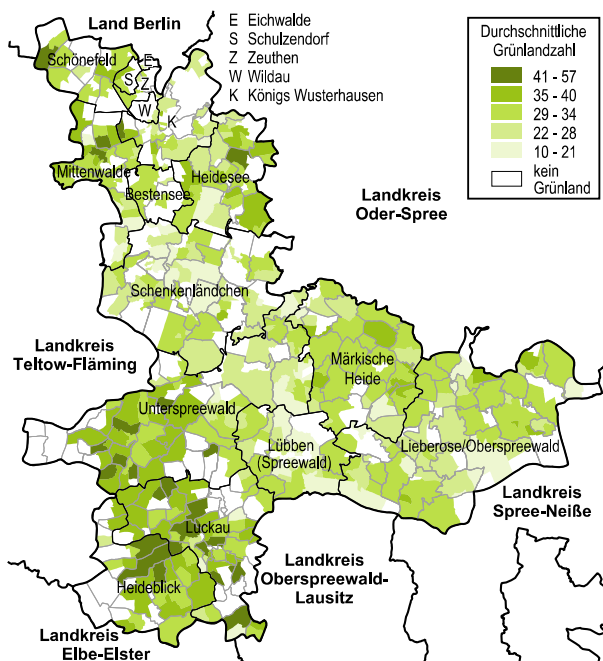 Land Berlin
E Eichwalde
S Schulzendorf
Z Zeuthen
W Wildau
K Königs Wusterhausen
Durchschnittliche
Grünlandzahl
41 - 57
35 - 40
29 - 34
22 - 28
10 - 21
kein
Grünland
Schönefeld
E
S
Z
W
K
Mittenwalde
Bestensee
Heidesee
Landkreis
Oder-Spree
Schenkenländchen
Landkreis
Teltow-Fläming
Märkische
Heide
Unterspreewald
Lübben
(Spreewald)
Lieberose/Oberspreewald
Landkreis
Spree-Neiße
Luckau
Landkreis
Oberspreewald-
Lausitz
Heideblick
Landkreis
Elbe-Elster